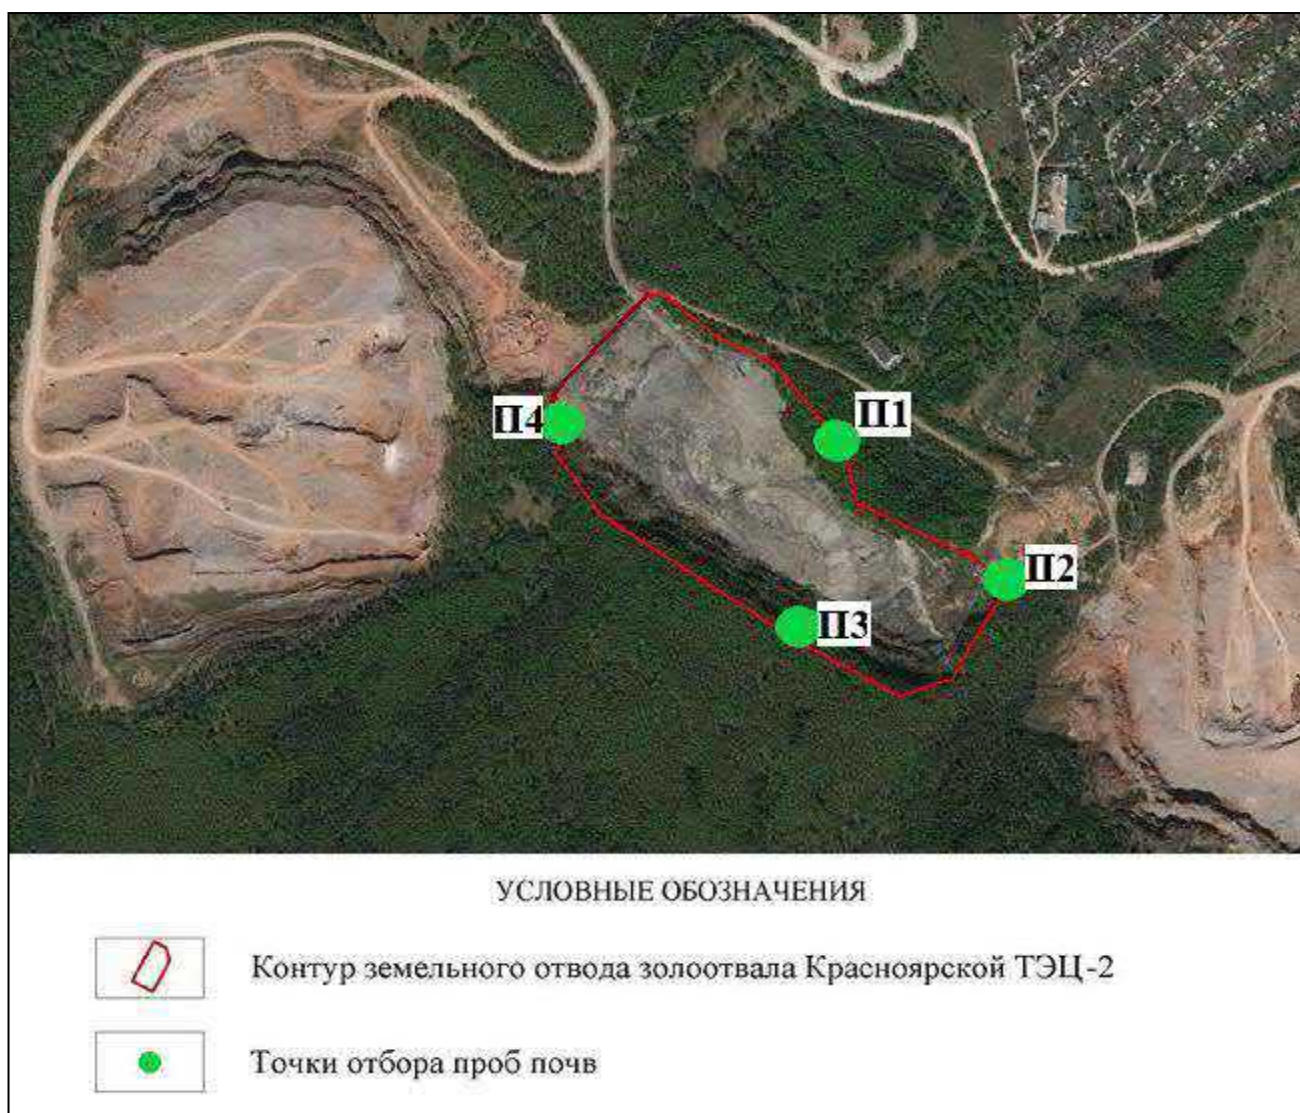 П4
П1
П2
П3
УСЛОВНЫЕ ОБОЗНАЧЕНИЯ
Контур земельного отвода золоотвала Красноярской ТЭЦ-2
Точки отбора проб почв